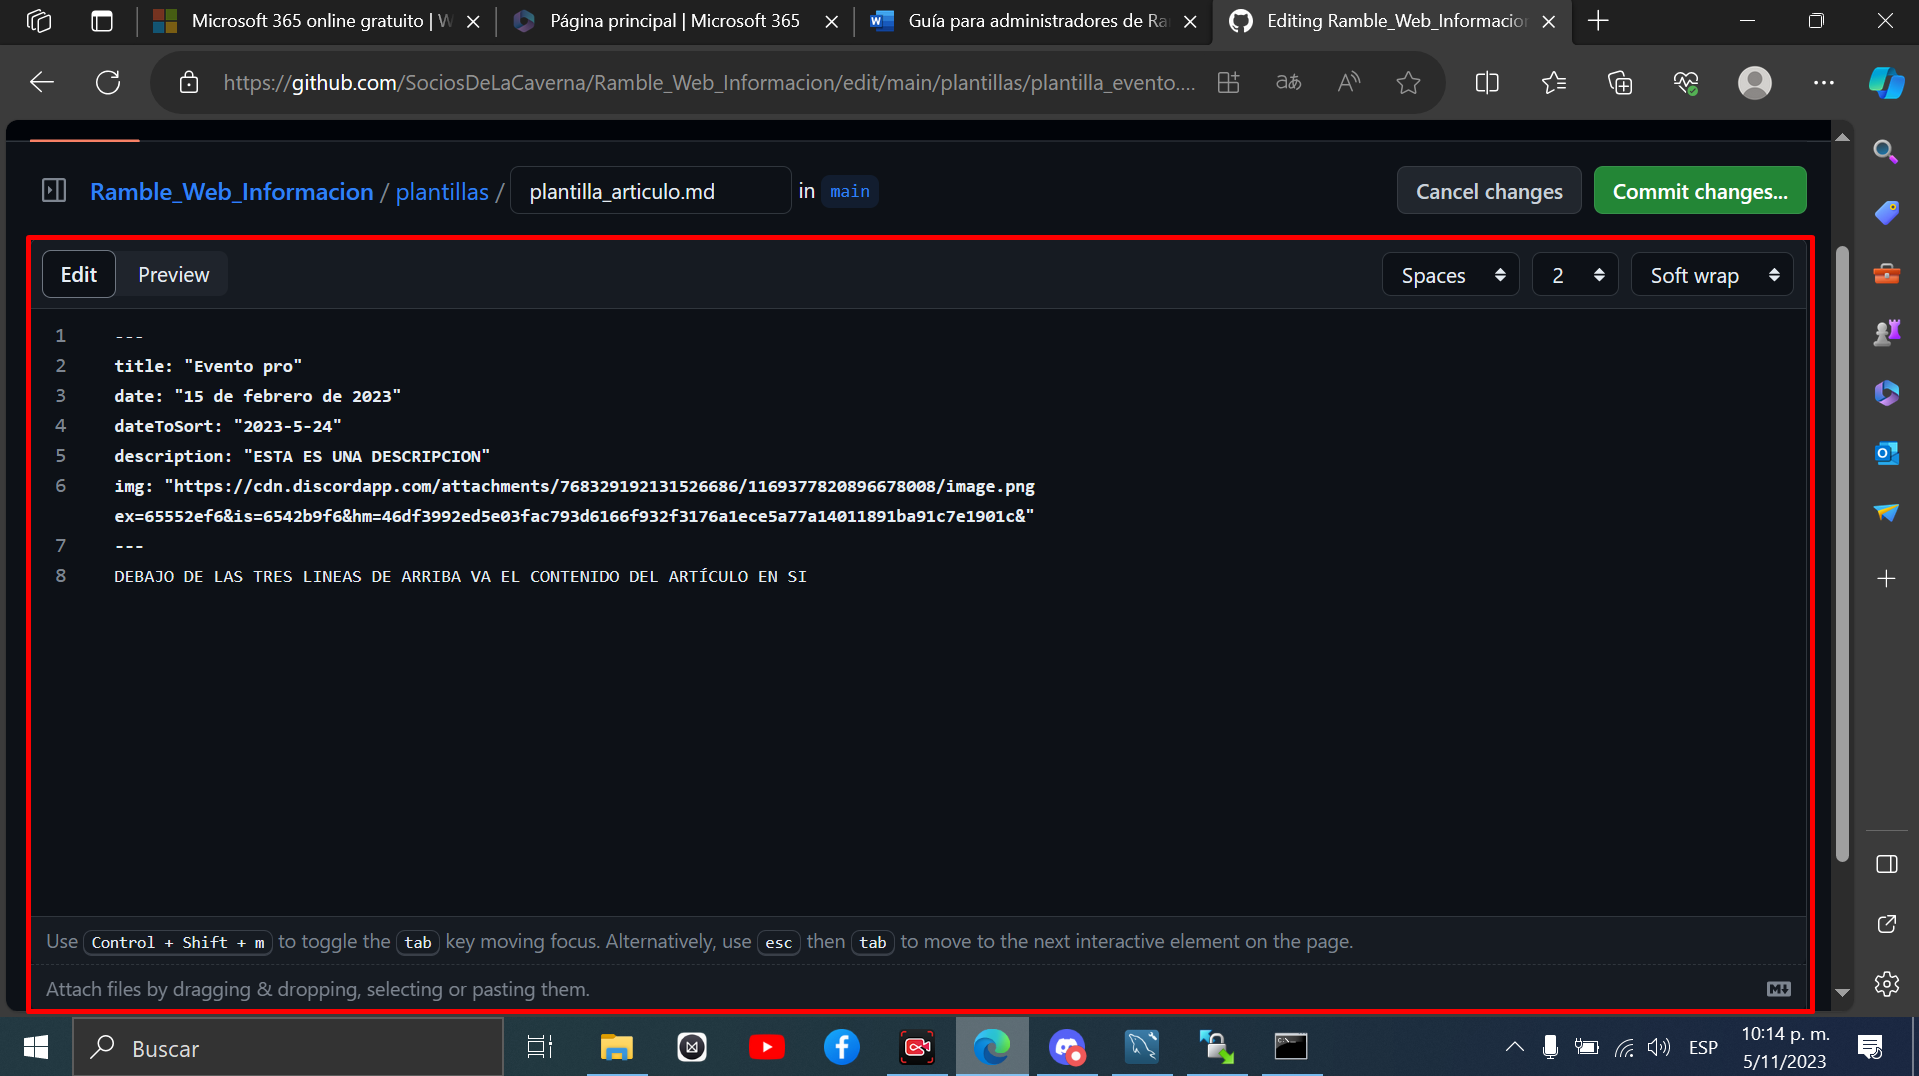 Microsoft 365 online gratuito | W
Página principal | Microsoft 365
Guía para administradores de Ra
Editing Ramble_Web_Informacion
https://github.com/SociosDeLaCaverna/Ramble_Web_Informacion/edit/main/plantillas/plantilla_evento....
Ramble_Web_Informacion / plantillas / plantilla_articulo.md in main
Cancel changes
Commit changes...
Edit
Preview
Spaces
2
Soft wrap
1 ---
2 title: "Evento pro"
3 date: "15 de febrero de 2023"
4 dateToSort: "2023-5-24"
5 description: "ESTA ES UNA DESCRIPCION"
6 img: "https://cdn.discordapp.com/attachments/768329192131526686/1169377820896678008/image.png
ex=65552ef6&is=6542b9f6&hm=46df3992ed5e03fac793d6166f932f3176a1ece5a77a14011891ba91c7e1901c&"
7 ---
8 DEBAJO DE LAS TRES LINEAS DE ARRIBA VA EL CONTENIDO DEL ARTÍCULO EN SI
Use Control + Shift + m to toggle the tab key moving focus. Alternatively, use esc then tab to move to the next interactive element on the page.
Attach files by dragging & dropping, selecting or pasting them.
Buscar
ESP
10:14 p. m.
5/11/2023